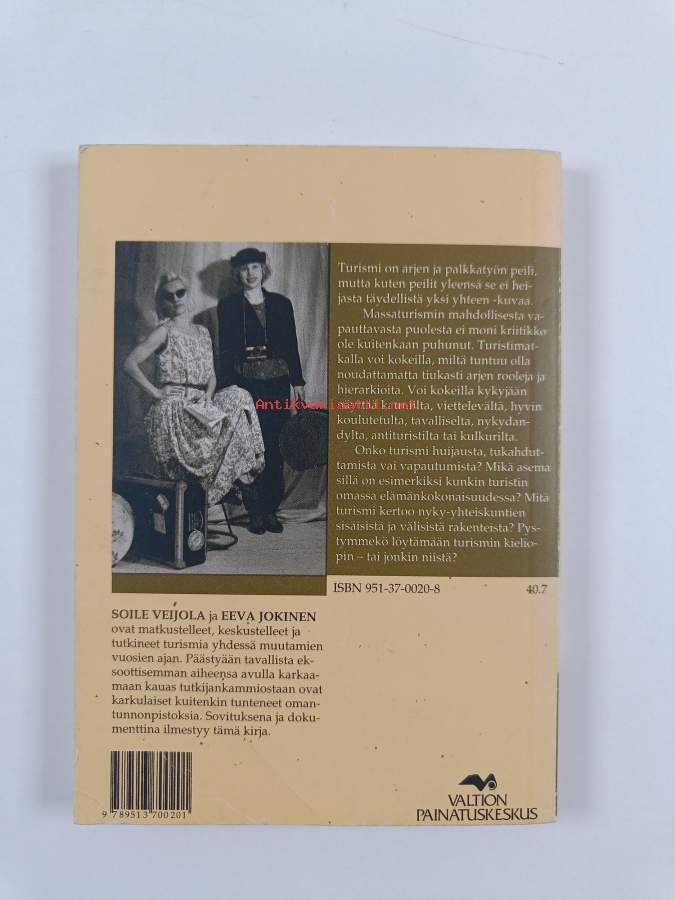 Turismi on arjen ja palkkatyön peili,
mutta kuten peilit yleensä se ei hei-
jasta täydellistä yksi yhteen -kuvaa.
Massaturismin mahdollisesta va-
pauttavasta puolesta ei moni kriitikko
ole kuitenkaan puhunut. Turistimat-
kalla voi kokeilla, miltä tuntuu olla
noudattamatta tiukasti arjen rooleja ja
hierarkioita. Voi kokeilla kykyjään
kauniilta, viettelevältä, hyvin
koulutetulta, tavalliselta, nykydan-
dyltä, antituristilta tai kulkurilta.
Onko turismi huijausta, tukahdut-
tamista vai vapautumista? Mikä asema
sillä on esimerkiksi kunkin turistin
omassa elämänkokonaisuudessa? Mitä
turismi kertoo nyky-yhteiskuntien
sisäisistä ja välisistä rakenteista? Pys-
tymmekö löytämään turismin kielio-
pin – tai jonkin niistä?
ISBN 951-37-0020-8 40.7
SOILE VEIJOLA ja EEVA JOKINEN
ovat matkustelleet, keskustelleet ja
tutkineet turismia yhdessä muutamien
vuosien ajan. Päästyään tavallista ek-
soottisemman aiheensa avulla karkaa-
maan kauas tutkijankammiostaan ovat
karkulaiset kuitenkin tunteneet oman-
tunnonpistoksia. Sovituksena ja doku-
menttina ilmestyy tämä kirja.
9 789513 700201
VALTION
PAINATUSKESKUS